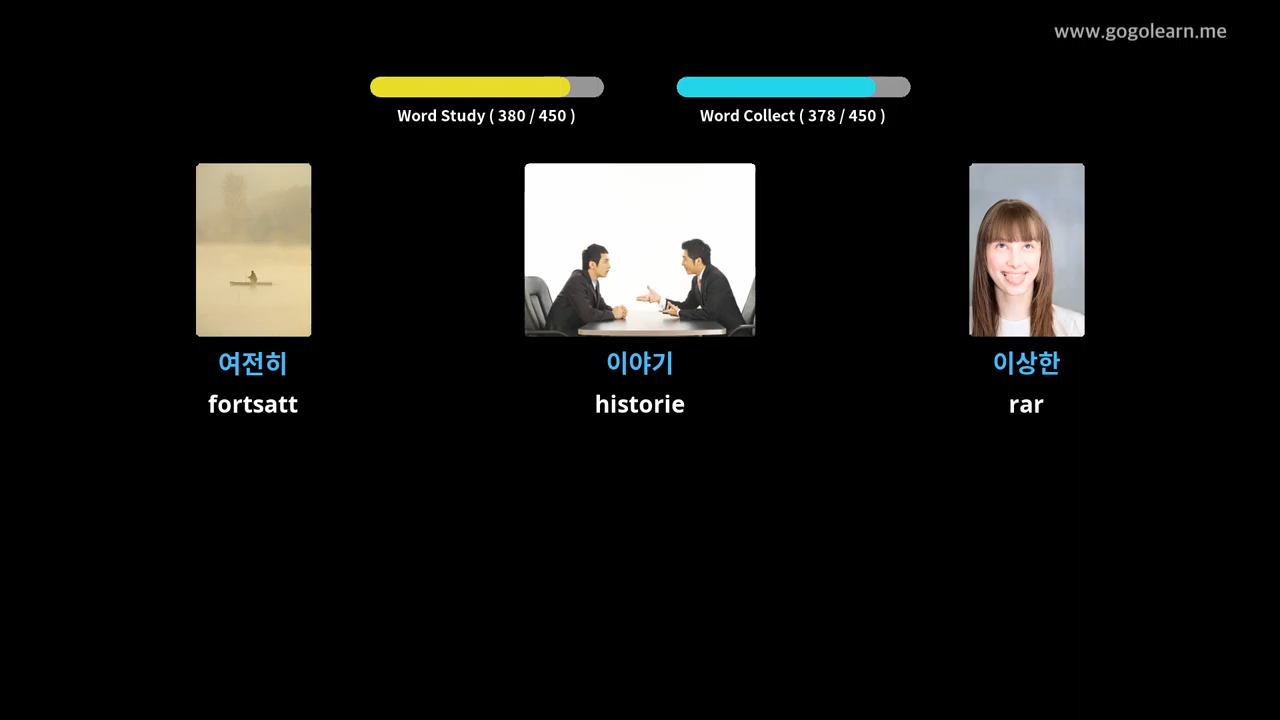 www.gogolearn.me
Word Study ( 380 / 450 )
Word Collect ( 378 / 450 )
여전히
이야기
이상한
fortsatt
historie
rar